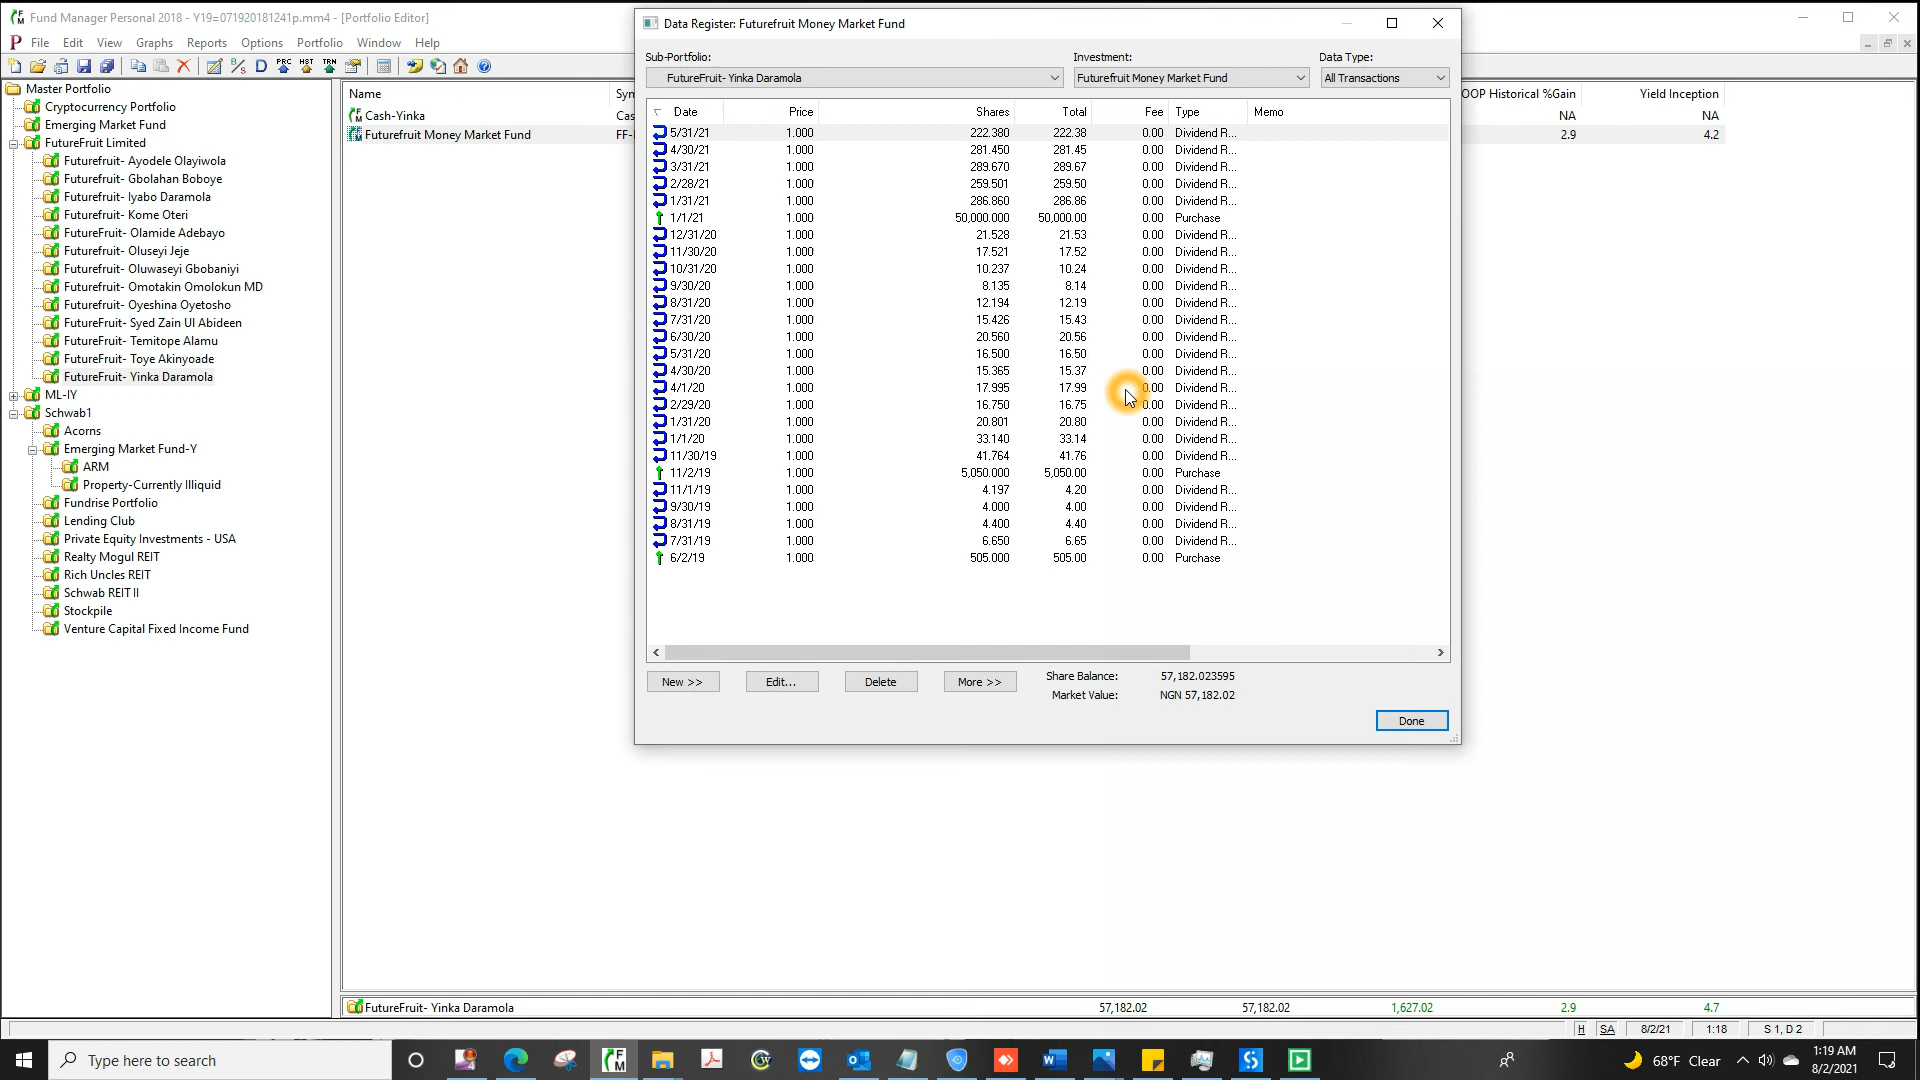 Fund Manager Personal 2018 - Y19=071920181241p.mm4 - [Portfolio Editor]
P File Edit View Graphs Reports Options Portfolio Window Help
PRC HST TRN
Master Portfolio
Cryptocurrency Portfolio
Emerging Market Fund
FutureFruit Limited
Futurefruit- Ayodele Olayiwola
Futurefruit- Gbolahan Boboye
Futurefruit- Iyabo Daramola
Futurefruit- Kome Oteri
FutureFruit- Olamide Adebayo
Futurefruit- Oluseyi Jeje
Futurefruit- Oluwaseyi Gbobaniyi
Futurefruit- Omotakin Omolokun MD
Futurefruit- Oyeshina Oyetosho
FutureFruit- Syed Zain Ul Abideen
FutureFruit- Temitope Alamu
FutureFruit- Toye Akinyoade
FutureFruit- Yinka Daramola
ML-IY
Schwab1
Acorns
Emerging Market Fund-Y
ARM
Property-Currently Illiquid
Fundrise Portfolio
Lending Club
Private Equity Investments - USA
Realty Mogul REIT
Rich Uncles REIT
Schwab REIT II
Stockpile
Venture Capital Fixed Income Fund
Name Sym OOP Historical %Gain Yield Inception
Cash-Yinka Cas NA NA
Futurefruit Money Market Fund FF- 2.9 4.2
Data Register: Futurefruit Money Market Fund
Sub-Portfolio: Investment: Data Type:
FutureFruit- Yinka Daramola Futurefruit Money Market Fund All Transactions
Date Price Shares Total Fee Type Memo
5/31/21 1.000 222.380 222.38 0.00 Dividend R...
4/30/21 1.000 281.450 281.45 0.00 Dividend R...
3/31/21 1.000 289.670 289.67 0.00 Dividend R...
2/28/21 1.000 259.501 259.50 0.00 Dividend R...
1/31/21 1.000 286.860 286.86 0.00 Dividend R...
1/1/21 1.000 50,000.000 50,000.00 0.00 Purchase
12/31/20 1.000 21.528 21.53 0.00 Dividend R...
11/30/20 1.000 17.521 17.52 0.00 Dividend R...
10/31/20 1.000 10.237 10.24 0.00 Dividend R...
9/30/20 1.000 8.135 8.14 0.00 Dividend R...
8/31/20 1.000 12.194 12.19 0.00 Dividend R...
7/31/20 1.000 15.426 15.43 0.00 Dividend R...
6/30/20 1.000 20.560 20.56 0.00 Dividend R...
5/31/20 1.000 16.500 16.50 0.00 Dividend R...
4/30/20 1.000 15.365 15.37 0.00 Dividend R...
4/1/20 1.000 17.995 17.99 0.00 Dividend R...
2/29/20 1.000 16.750 16.75 0.00 Dividend R...
1/31/20 1.000 20.801 20.80 0.00 Dividend R...
1/1/20 1.000 33.140 33.14 0.00 Dividend R...
11/30/19 1.000 41.764 41.76 0.00 Dividend R...
11/2/19 1.000 5,050.000 5,050.00 0.00 Purchase
11/1/19 1.000 4.197 4.20 0.00 Dividend R...
9/30/19 1.000 4.000 4.00 0.00 Dividend R...
8/31/19 1.000 4.400 4.40 0.00 Dividend R...
7/31/19 1.000 6.650 6.65 0.00 Dividend R...
6/2/19 1.000 505.000 505.00 0.00 Purchase
New >> Edit... Delete More >> Share Balance: 57,182.023595
Market Value: NGN 57,182.02
Done
FutureFruit- Yinka Daramola 57,182.02 57,182.02 1,627.02 2.9 4.7
H SA 8/2/21 1:18 S 1, D 2
Type here to search
68°F Clear
1:19 AM
8/2/2021